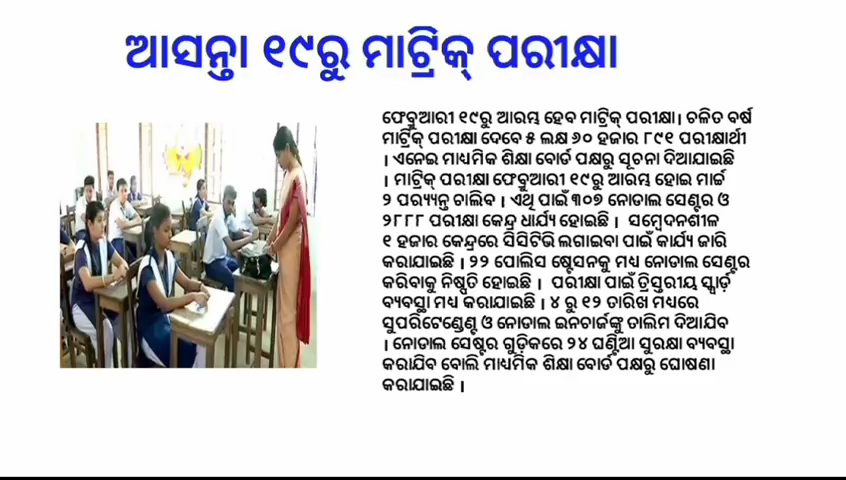 ଆସନ୍ତା ୧୯ରୁ ମାଟ୍ରିକ୍ ପରୀକ୍ଷା
ଫେବ୍ରୁଆରୀ ୧୯ରୁ ଆରମ୍ଭ ହେବ ମାଟ୍ରିକ୍ ପରୀକ୍ଷା। ଚଳିତ ବର୍ଷ
ମାଟ୍ରିକ୍ ପରୀକ୍ଷା ଦେବେ ୫ ଲକ୍ଷ ୬୦ ହଜାର ୮୯୧ ପରୀକ୍ଷାର୍ଥୀ
। ଏନେଇ ମାଧ୍ୟମିକ ଶିକ୍ଷା ବୋର୍ଡ ପକ୍ଷରୁ ସୂଚନା ଦିଆଯାଇଛି
। ମାଟ୍ରିକ୍ ପରୀକ୍ଷା ଫେବ୍ରୁଆରୀ ୧୯ରୁ ଆରମ୍ଭ ହୋଇ ମାର୍ଚ୍ଚ
୨ ପର୍ୟ୍ୟନ୍ତ ଚାଲିବ । ଏଥି ପାଇଁ ୩୦୭ ନୋଡାଲ ସେଣ୍ଟର ଓ
୨୮୮୮ ପରୀକ୍ଷା କେନ୍ଦ୍ର ଧାର୍ଯ୍ୟ ହୋଇଛି । ସମ୍ବେଦନଶୀଳ
୧ ହଜାର କେନ୍ଦ୍ରରେ ସିସିଟିଭି ଲଗାଇବା ପାଇଁ କାର୍ଯ୍ୟ ଜାରି
କରାଯାଇଛି । ୨୨ ପୋଲିସ ଷ୍ଟେସନକୁ ମଧ୍ୟ ନୋଡାଲ ସେଣ୍ଟର
କରିବାକୁ ନିଷ୍ପତି ହୋଇଛି । ପରୀକ୍ଷା ପାଇଁ ତ୍ରିସ୍ତରୀୟ ସ୍କ୍ୱାର୍ଡ଼
ବ୍ୟବସ୍ଥା ମଧ୍ୟ କରାଯାଇଛି । ୪ ରୁ ୧୨ ତାରିଖ ମଧ୍ୟରେ
ସୁପରିଟେଣ୍ଡେଣ୍ଟ ଓ ନୋଡାଲ ଇନଚାର୍ଜଙ୍କୁ ତାଲିମ ଦିଆଯିବ
। ନୋଡାଲ ସେଣ୍ଟର ଗୁଡ଼ିକରେ ୨୪ ଘଣ୍ଟିଆ ସୁରକ୍ଷା ବ୍ୟବସ୍ଥା
କରାଯିବ ବୋଲି ମାଧ୍ୟମିକ ଶିକ୍ଷା ବୋର୍ଡ ପକ୍ଷରୁ ଘୋଷଣା
କରାଯାଇଛି ।